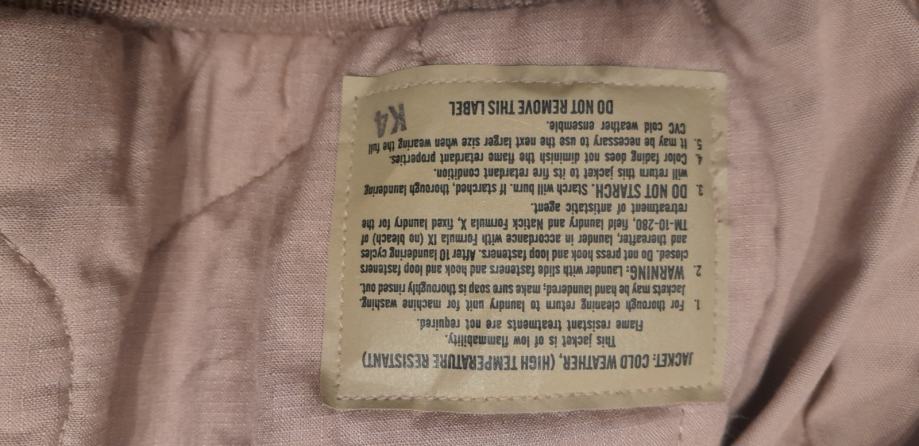 JACKET: COLD WEATHER, (HIGH TEMPERATURE RESISTANT)
This jacket is of low flammability.
Flame resistant treatments are not required.
1. For thorough cleaning return to laundry unit for machine washing.
Jackets may be hand laundered; make sure soap is thoroughly rinsed out.
2. WARNING: Launder with slide fasteners and hook and loop fasteners
closed. Do not press hook and loop fasteners. After 10 laundering cycles
and thereafter, launder in accordance with Formula IX (no bleach) of
TM-10-280, field laundry and Natick Formula X, fixed laundry for the
retreatment of antistatic agent.
3. DO NOT STARCH. Starch will burn. If starched, thorough laundering
will return this jacket to its fire retardant condition.
4. Color fading does not diminish the flame retardant properties.
5. It may be necessary to use the next larger size when wearing the full
CVC cold weather ensemble.
DO NOT REMOVE THIS LABEL
K4